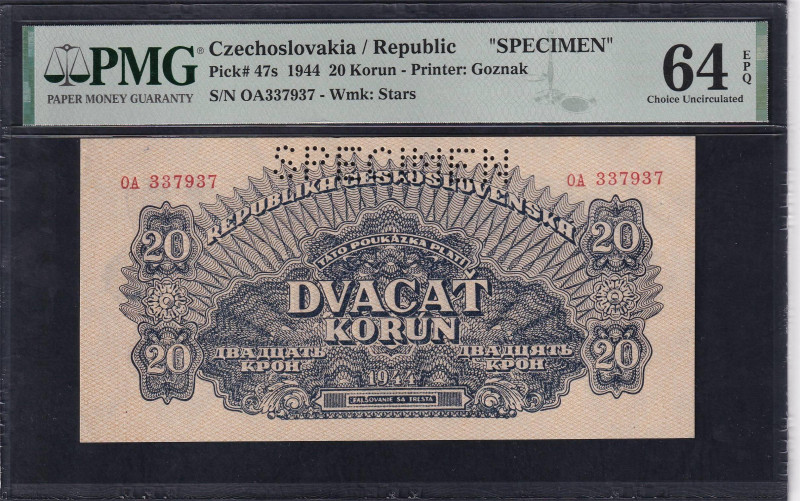 PMG®
PAPER MONEY GUARANTY
Czechoslovakia / Republic "SPECIMEN"
Pick# 47s 1944 20 Korun - Printer: Goznak
S/N OA337937 - Wmk: Stars
64 EPQ
Choice Uncirculated
SPECIMEN
OA 337937 OA 337937
REPUBLIKA ČESKOSLOVENSKÁ
20 20
TÁTO POUKÁZKA PLATÍ
DVACAŤ
KORÚN
20 20
ДВАДЦАТЬ ДВАДЦЯТЬ
КРОН КРОН
1944
FALŠOVANIE SA TRESTÁ